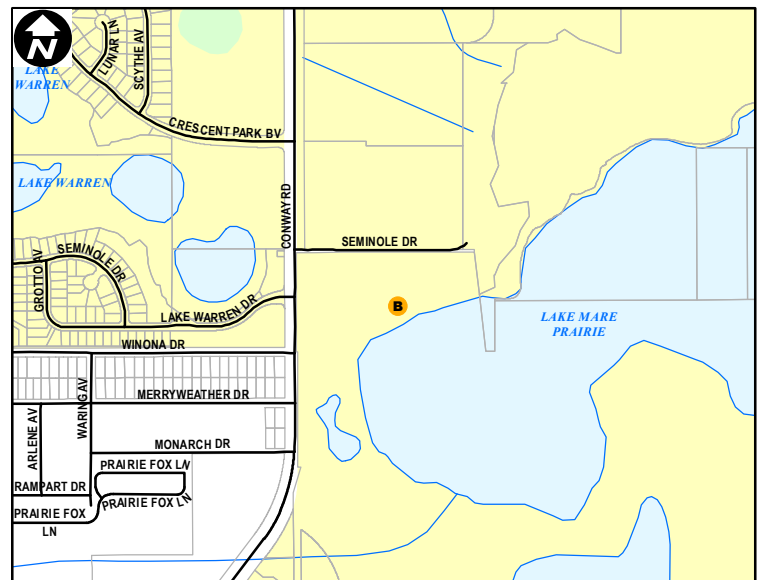 N
LUNAR LN
SCYTHE AV
LAKE
WARREN
CRESCENT PARK BV
LAKE WARREN
CONWAY RD
SEMINOLE DR
SEMINOLE DR
GROTTO AV
LAKE WARREN DR
B
LAKE MARE
PRAIRIE
WINONA DR
WARING AV
MERRYWEATHER DR
ARLENE AV
MONARCH DR
PRAIRIE FOX LN
RAMPART DR
PRAIRIE FOX LN
PRAIRIE FOX
LN